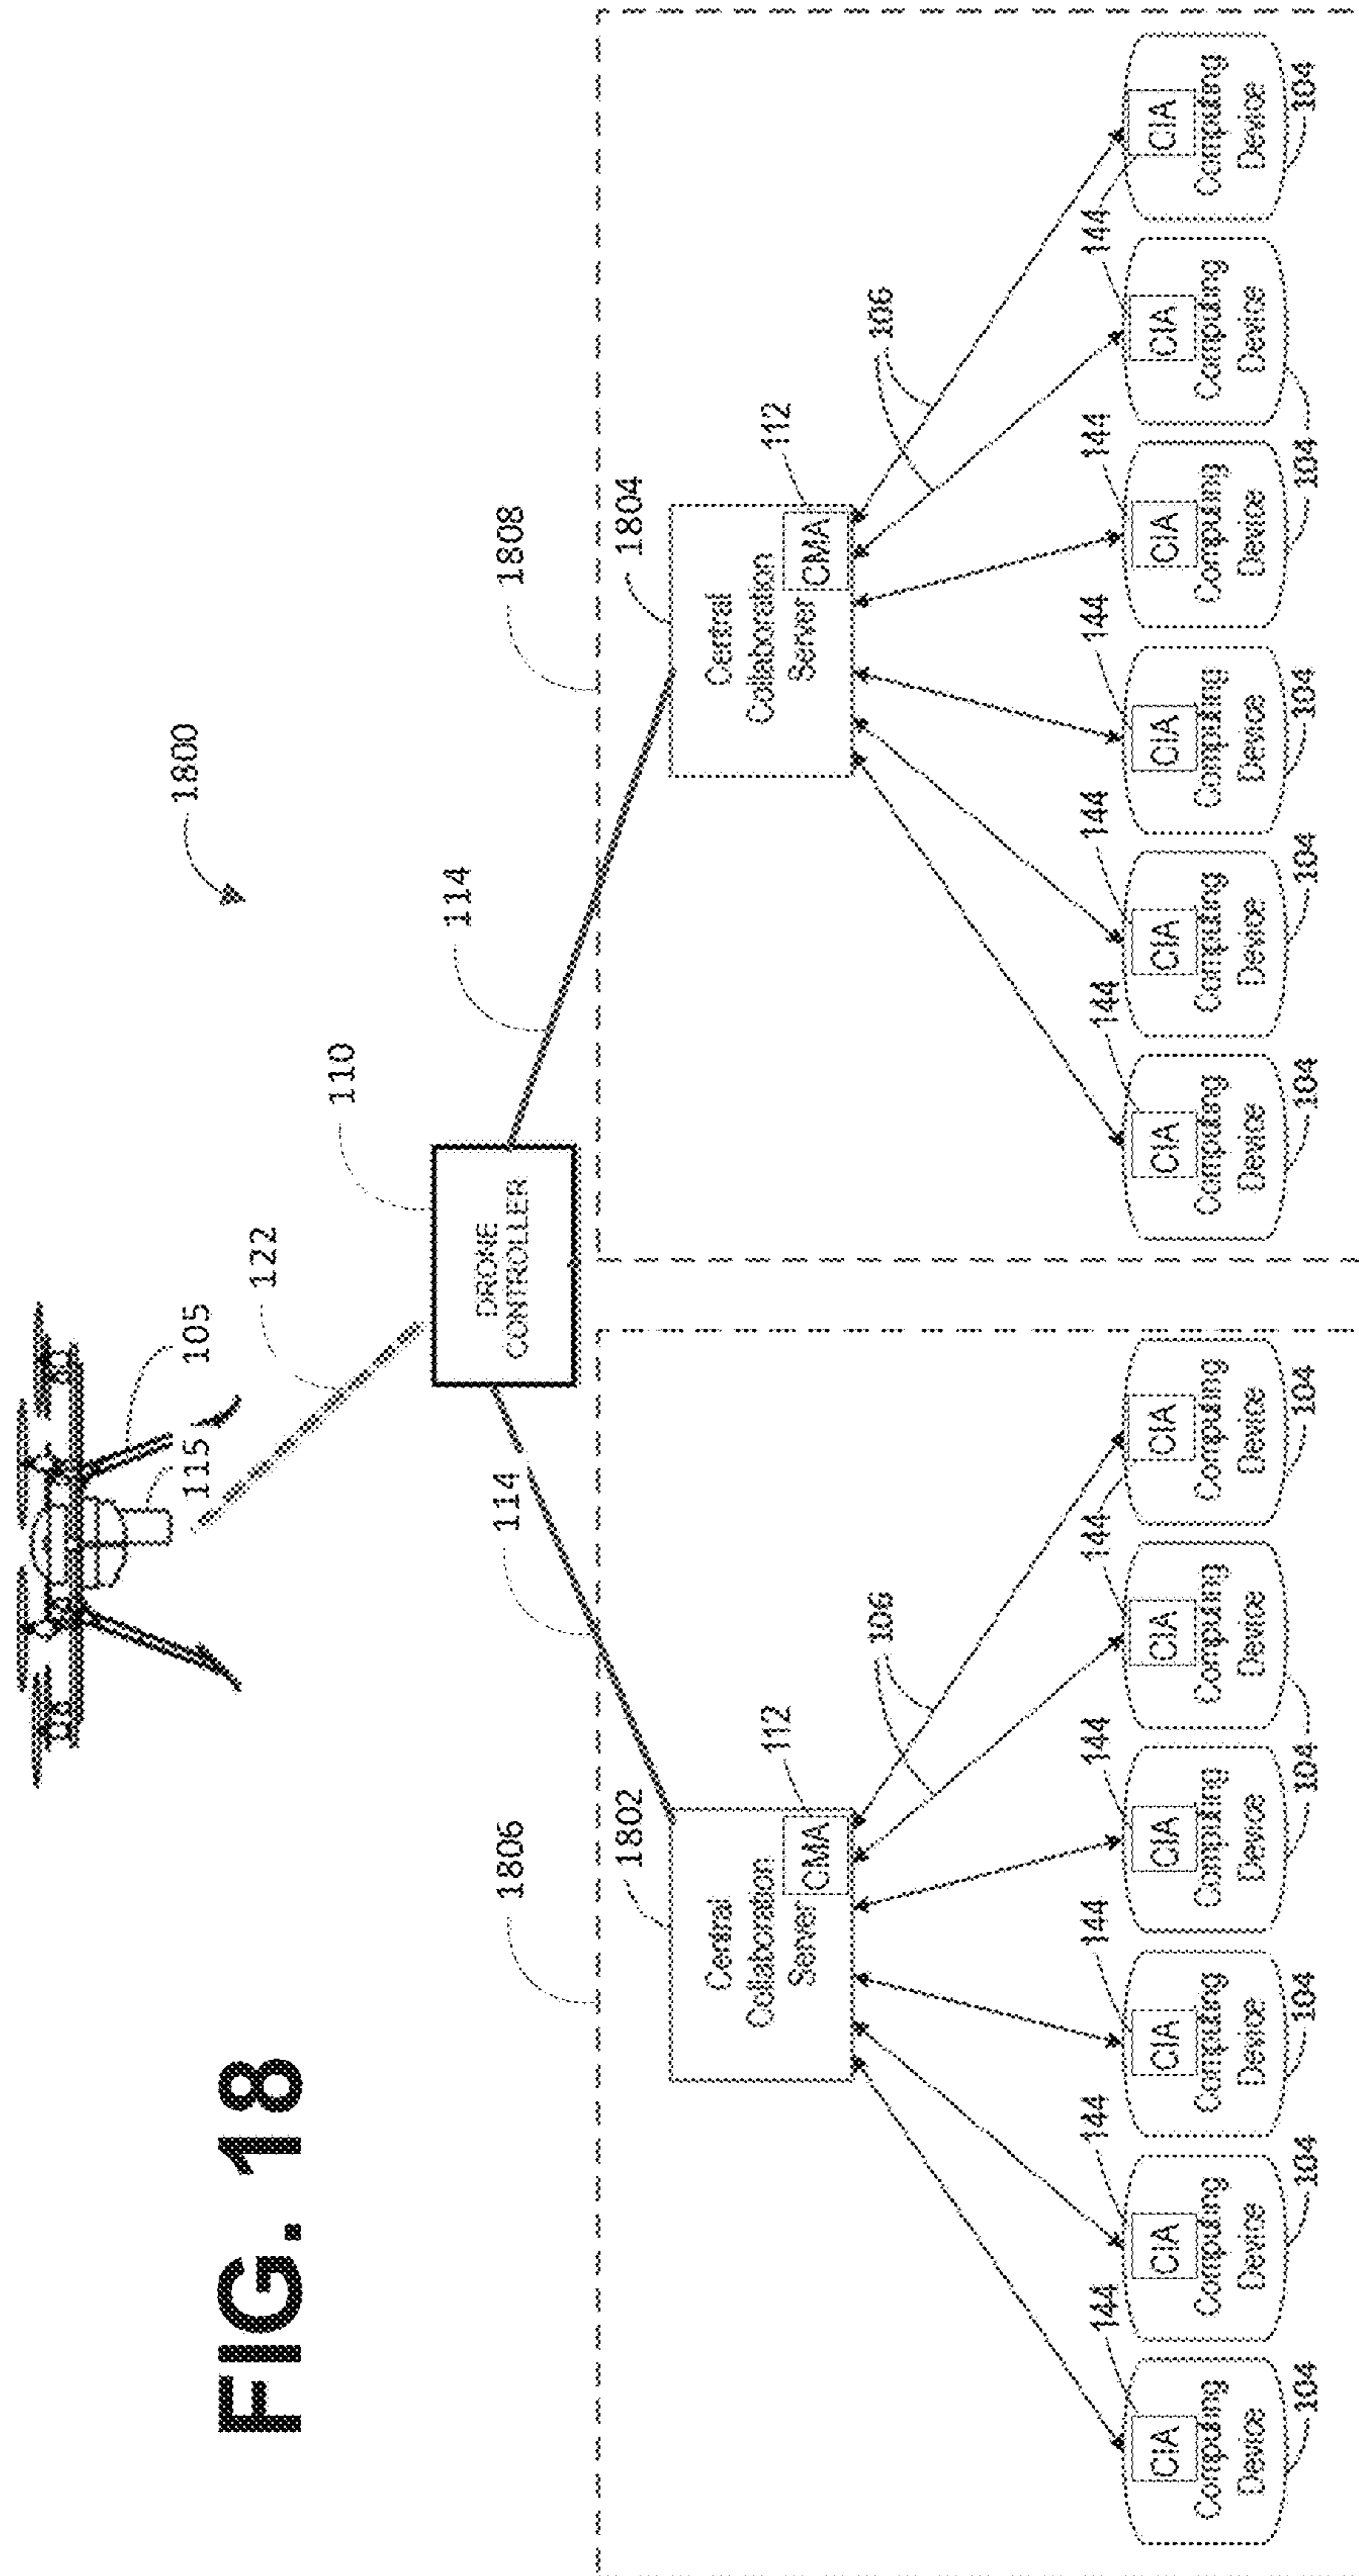 FIG. 18
1800
105
115
122
110
DRONE
CONTROLLER
114
114
1806
1808
1802
1804
Central
Collaboration
Server
CMA
112
Central
Collaboration
Server
CMA
112
106
106
144
144
144
144
144
144
144
144
144
144
144
144
CIA
Computing
Device
CIA
Computing
Device
CIA
Computing
Device
CIA
Computing
Device
CIA
Computing
Device
CIA
Computing
Device
CIA
Computing
Device
CIA
Computing
Device
CIA
Computing
Device
CIA
Computing
Device
CIA
Computing
Device
CIA
Computing
Device
104
104
104
104
104
104
104
104
104
104
104
104